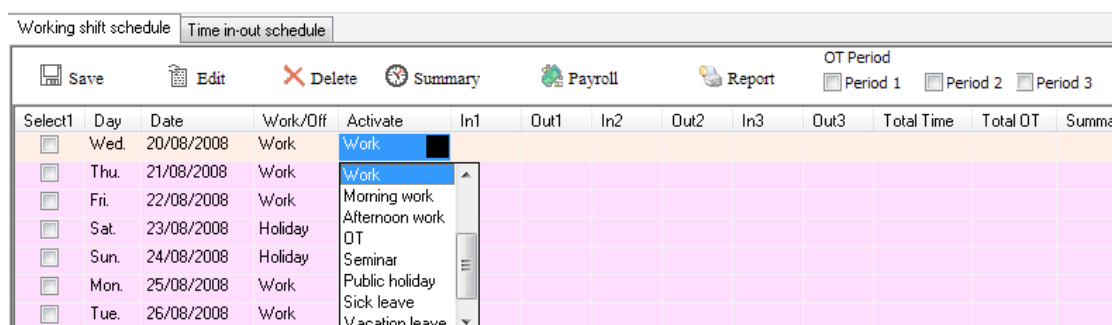 Working shift schedule Time in-out schedule
OT Period
Save Edit Delete Summary Payroll Report Period 1 Period 2 Period 3
Select1 Day Date Work/Off Activate In1 Out1 In2 Out2 In3 Out3 Total Time Total OT Summa
Wed. 20/08/2008 Work Work
Thu. 21/08/2008 Work Work
Fri. 22/08/2008 Work Morning work
Afternoon work
Sat. 23/08/2008 Holiday OT
Sun. 24/08/2008 Holiday Seminar
Mon. 25/08/2008 Work Public holiday
Sick leave
Tue. 26/08/2008 Work Vacation leave